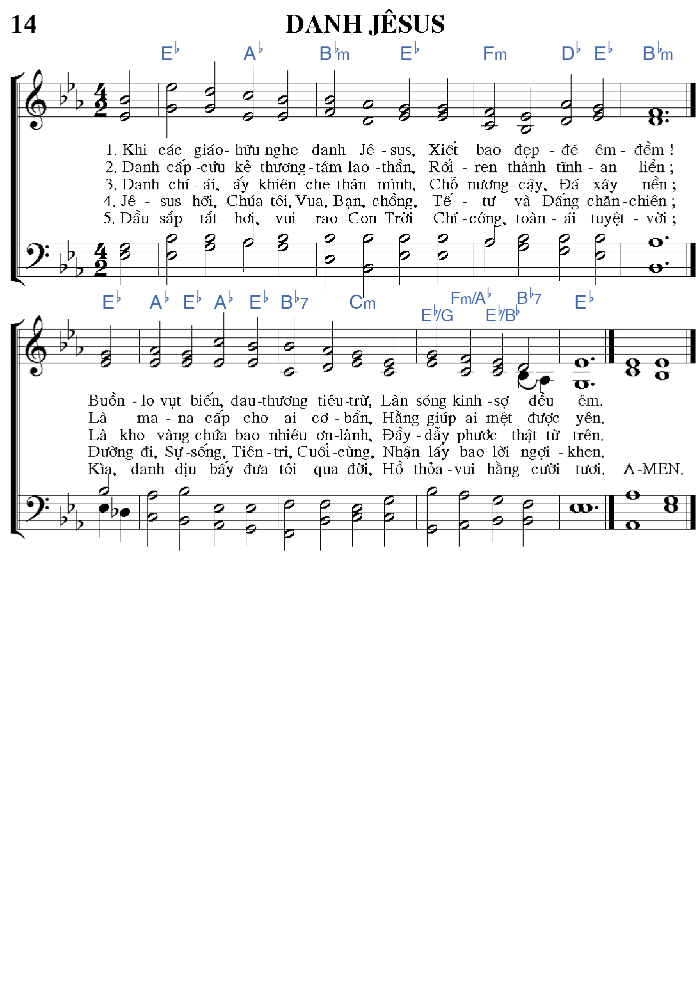 14 DANH JÊSUS
E♭ A♭ B♭m E♭ Fm D♭ E♭ B♭m
1. Khi các giáo-hữu nghe danh Jê-sus, Xiết bao đẹp-đẽ êm-đềm!
2. Danh cấp-cứu kẻ thương-tâm lao-thần, Rối-ren thành tĩnh-an liền;
3. Danh chí-ái, ấy khiên che thân mình, Chỗ nương-cậy, Đá xây nền;
4. Jê-sus hỡi, Chúa tôi, Vua, Bạn, chồng, Tế-tư và Đấng chăn-chiên;
5. Dẫu sắp tắt hơi, vui rao Con Trời Chí-công, toàn-ái tuyệt-vời;
E♭ A♭ E♭ A♭ E♭ B♭7 Cm E♭/G Fm/A♭ E♭/B♭ B♭7 E♭
Buồn-lo vụt biến, đau-thương tiêu-trừ, Làn sóng kinh-sợ đều êm.
Là ma-na cấp cho ai cơ-bần, Hằng giúp ai mệt được yên.
Là kho vàng chứa bao nhiêu ơn-lành, Đầy-dẫy phước thật từ trên.
Đường đi, Sự-sống, Tiên-tri, Cuối-cùng, Nhận lấy bao lời ngợi-khen.
Kìa, danh dịu bấy đưa tôi qua đời, Hồ thỏa-vui hằng cười tươi. A-MEN.